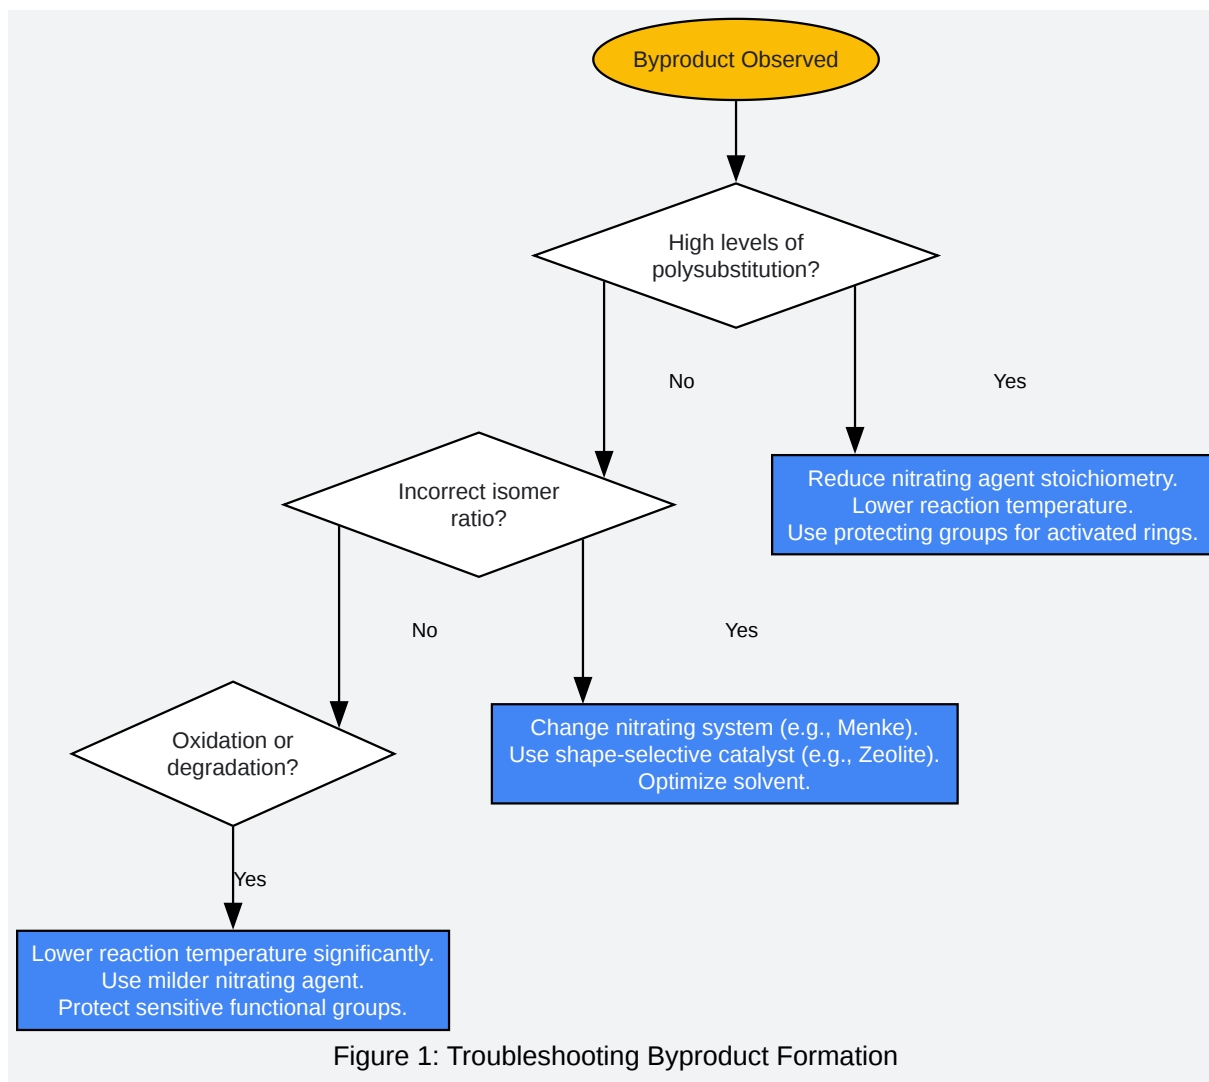 Byproduct Observed
High levels of
polysubstitution?
No
Yes
Reduce nitrating agent stoichiometry.
Lower reaction temperature.
Use protecting groups for activated rings.
Incorrect isomer
ratio?
No
Yes
Change nitrating system (e.g., Menke).
Use shape-selective catalyst (e.g., Zeolite).
Optimize solvent.
Oxidation or
degradation?
Yes
Lower reaction temperature significantly.
Use milder nitrating agent.
Protect sensitive functional groups.
Figure 1: Troubleshooting Byproduct Formation